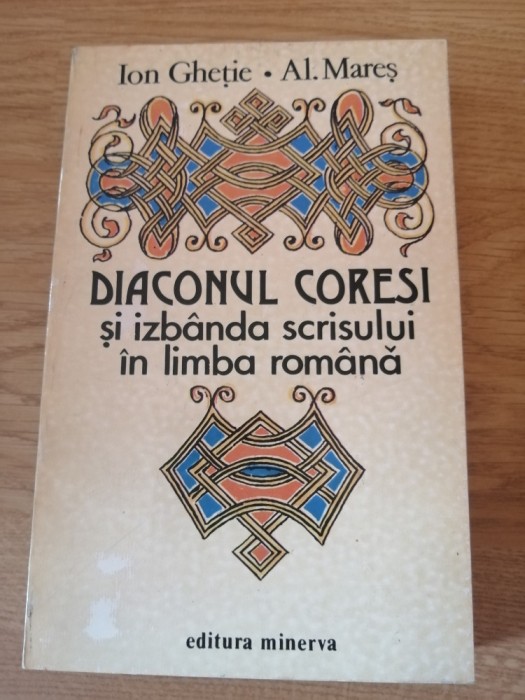 Ion Gheție • Al. Mareș
DIACONUL CORESI
și izbânda scrisului
în limba română
editura minerva